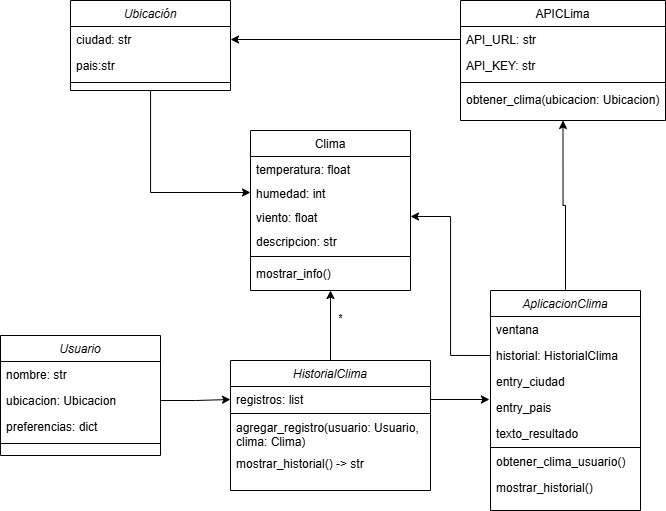 Ubicación
ciudad: str
pais:str
APICLima
API_URL: str
API_KEY: str
obtener_clima(ubicacion: Ubicacion)
Clima
temperatura: float
humedad: int
viento: float
descripcion: str
mostrar_info()
*
Usuario
nombre: str
ubicacion: Ubicacion
preferencias: dict
HistorialClima
registros: list
agregar_registro(usuario: Usuario,
clima: Clima)
mostrar_historial() -> str
AplicacionClima
ventana
historial: HistorialClima
entry_ciudad
entry_pais
texto_resultado
obtener_clima_usuario()
mostrar_historial()